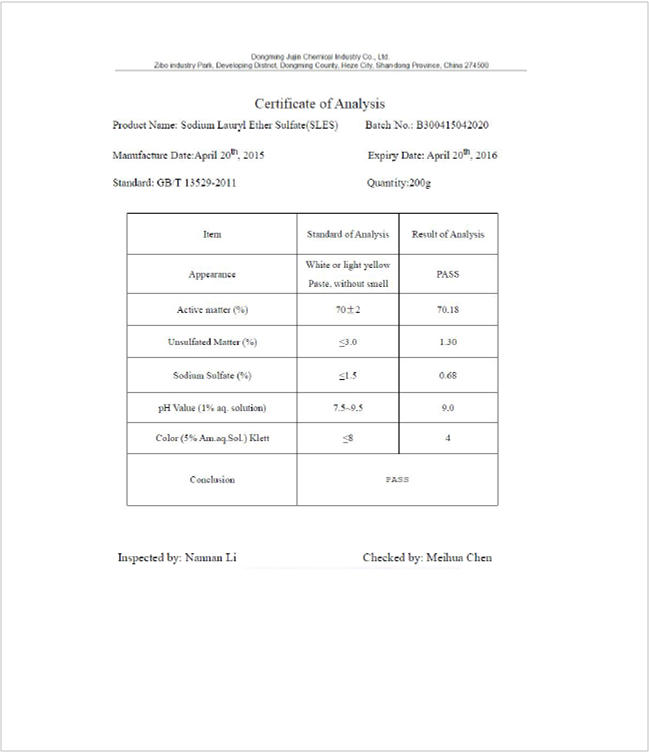 Dongming Jujin Chemical Industry Co., Ltd.
Zibo industry Park, Developing District, Dongming County, Heze City, Shandong Province, China 274500
Certificate of Analysis
Product Name: Sodium Lauryl Ether Sulfate(SLES) Batch No.: B300415042020
Manufacture Date:April 20th, 2015 Expiry Date: April 20th, 2016
Standard: GB/T 13529-2011 Quantity:200g
Item Standard of Analysis Result of Analysis
Appearance White or light yellow Paste, without smell PASS
Active matter (%) 70±2 70.18
Unsulfated Matter (%) ≤3.0 1.30
Sodium Sulfate (%) ≤1.5 0.68
pH Value (1% aq. solution) 7.5~9.5 9.0
Color (5% Am.aq.Sol.) Klett ≤8 4
Conclusion PASS
Inspected by: Nannan Li Checked by: Meihua Chen